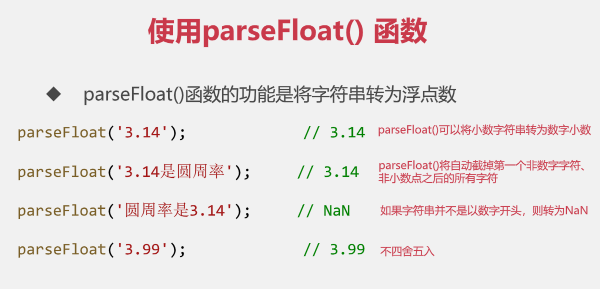 使用parseFloat() 函数
◆ parseFloat()函数的功能是将字符串转为浮点数
parseFloat('3.14'); // 3.14 parseFloat()可以将小数字符串转为数字小数
parseFloat('3.14是圆周率'); // 3.14 parseFloat()将自动截掉第一个非数字字符、
非小数点之后的所有字符
parseFloat('圆周率是3.14'); // NaN 如果字符串并不是以数字开头，则转为NaN
parseFloat('3.99'); // 3.99 不四舍五入